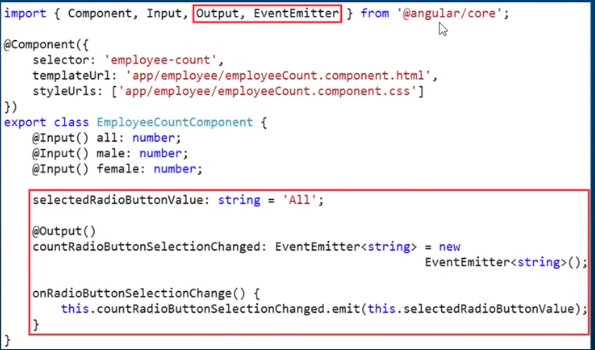 import { Component, Input, Output, EventEmitter } from '@angular/core';
@Component({
selector: 'employee-count',
templateUrl: 'app/employee/employeeCount.component.html',
styleUrls: ['app/employee/employeeCount.component.css']
})
export class EmployeeCountComponent {
@Input() all: number;
@Input() male: number;
@Input() female: number;
selectedRadioButtonValue: string = 'All';
@Output()
countRadioButtonSelectionChanged: EventEmitter<string> = new
EventEmitter<string>();
onRadioButtonSelectionChange() {
this.countRadioButtonSelectionChanged.emit(this.selectedRadioButtonValue);
}
}